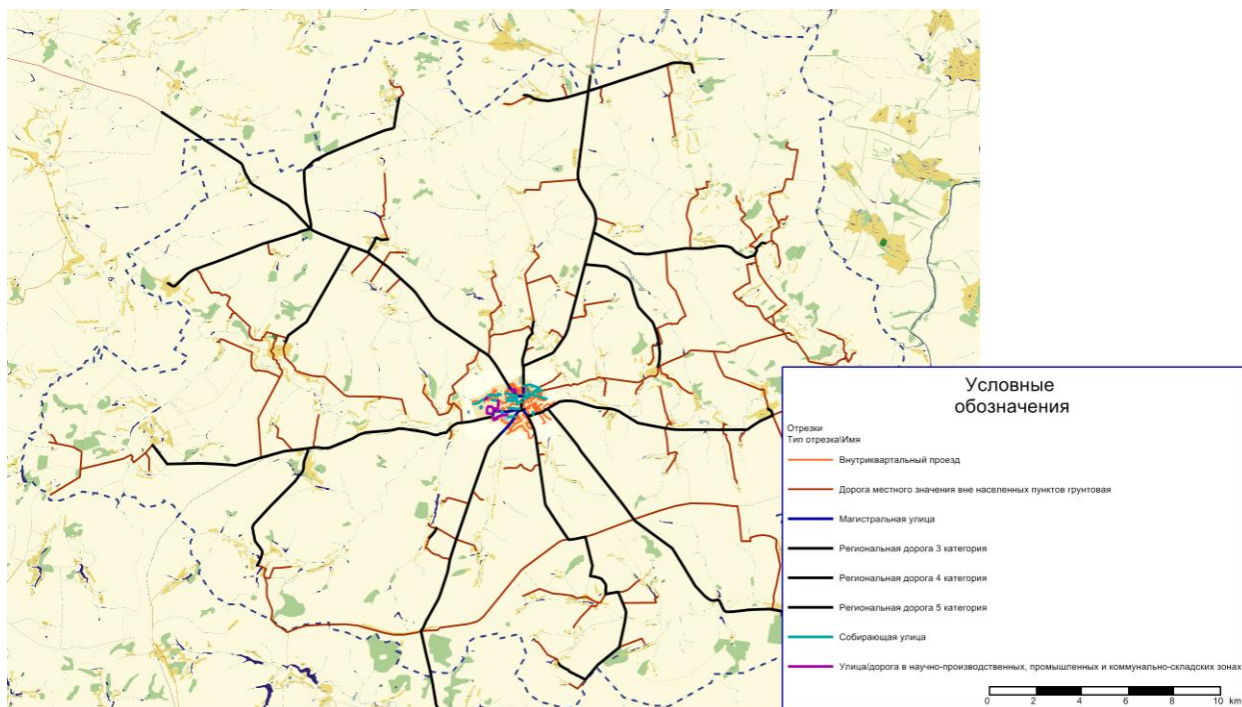 Условные
обозначения
Отрезки
Тип отрезка\Имя
Внутриквартальный проезд
Дорога местного значения вне населенных пунктов грунтовая
Магистральная улица
Региональная дорога 3 категория
Региональная дорога 4 категория
Региональная дорога 5 категория
Собирающая улица
Улица/дорога в научно-производственных, промышленных и коммунально-складских зонах
0 2 4 6 8 10 km